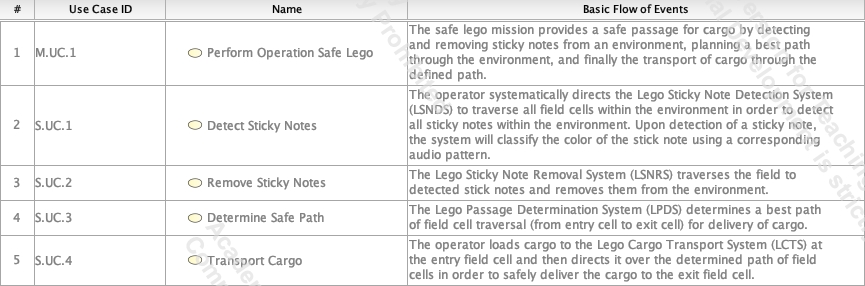 # Use Case ID Name Basic Flow of Events
1 M.UC.1 Perform Operation Safe Lego The safe lego mission provides a safe passage for cargo by detecting
and removing sticky notes from an environment, planning a best path
through the environment, and finally the transport of cargo through the
defined path.
2 S.UC.1 Detect Sticky Notes The operator systematically directs the Lego Sticky Note Detection System
(LSNDS) to traverse all field cells within the environment in order to detect
all sticky notes within the environment. Upon detection of a sticky note,
the system will classify the color of the stick note using a corresponding
audio pattern.
3 S.UC.2 Remove Sticky Notes The Lego Sticky Note Removal System (LSNRS) traverses the field to
detected stick notes and removes them from the environment.
4 S.UC.3 Determine Safe Path The Lego Passage Determination System (LPDS) determines a best path
of field cell traversal (from entry cell to exit cell) for delivery of cargo.
5 S.UC.4 Transport Cargo The operator loads cargo to the Lego Cargo Transport System (LCTS) at
the entry field cell and then directs it over the determined path of field
cells in order to safely deliver the cargo to the exit field cell.
for Teaching
is